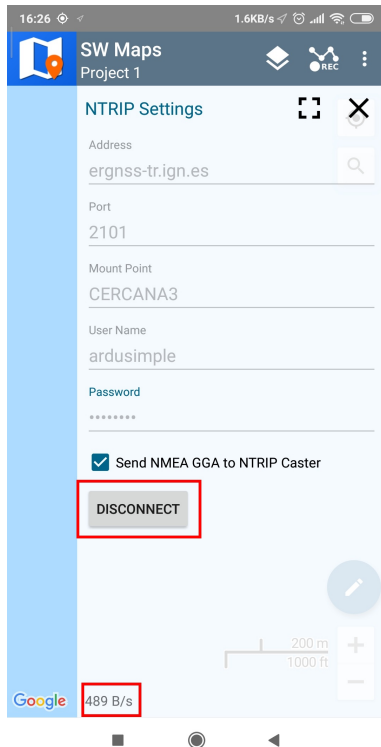 16:26 1.6KB/s
SW Maps
Project 1
REC
NTRIP Settings
Address
ergnss-tr.ign.es
Port
2101
Mount Point
CERCANA3
User Name
ardusimple
Password
••••••••
Send NMEA GGA to NTRIP Caster
DISCONNECT
200 m
1000 ft
Google
489 B/s